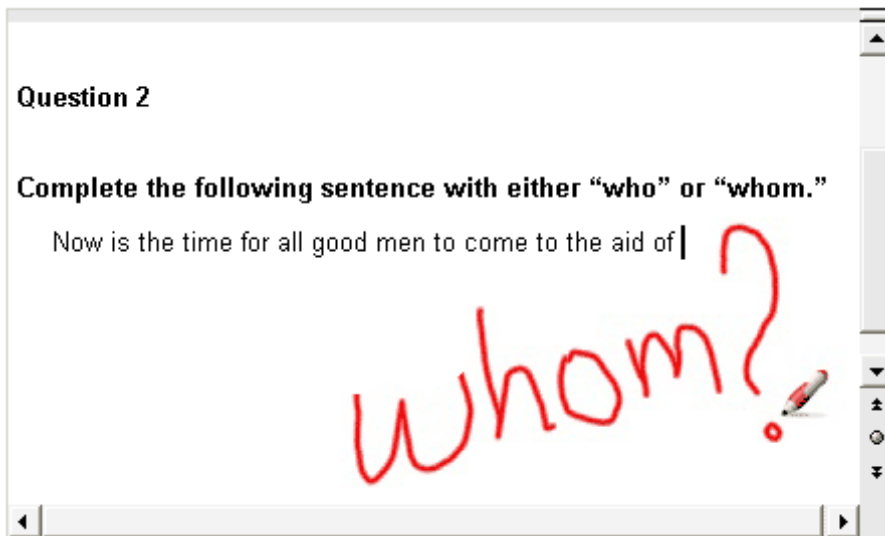 Question 2
Complete the following sentence with either “who” or “whom.”
Now is the time for all good men to come to the aid of
whom?